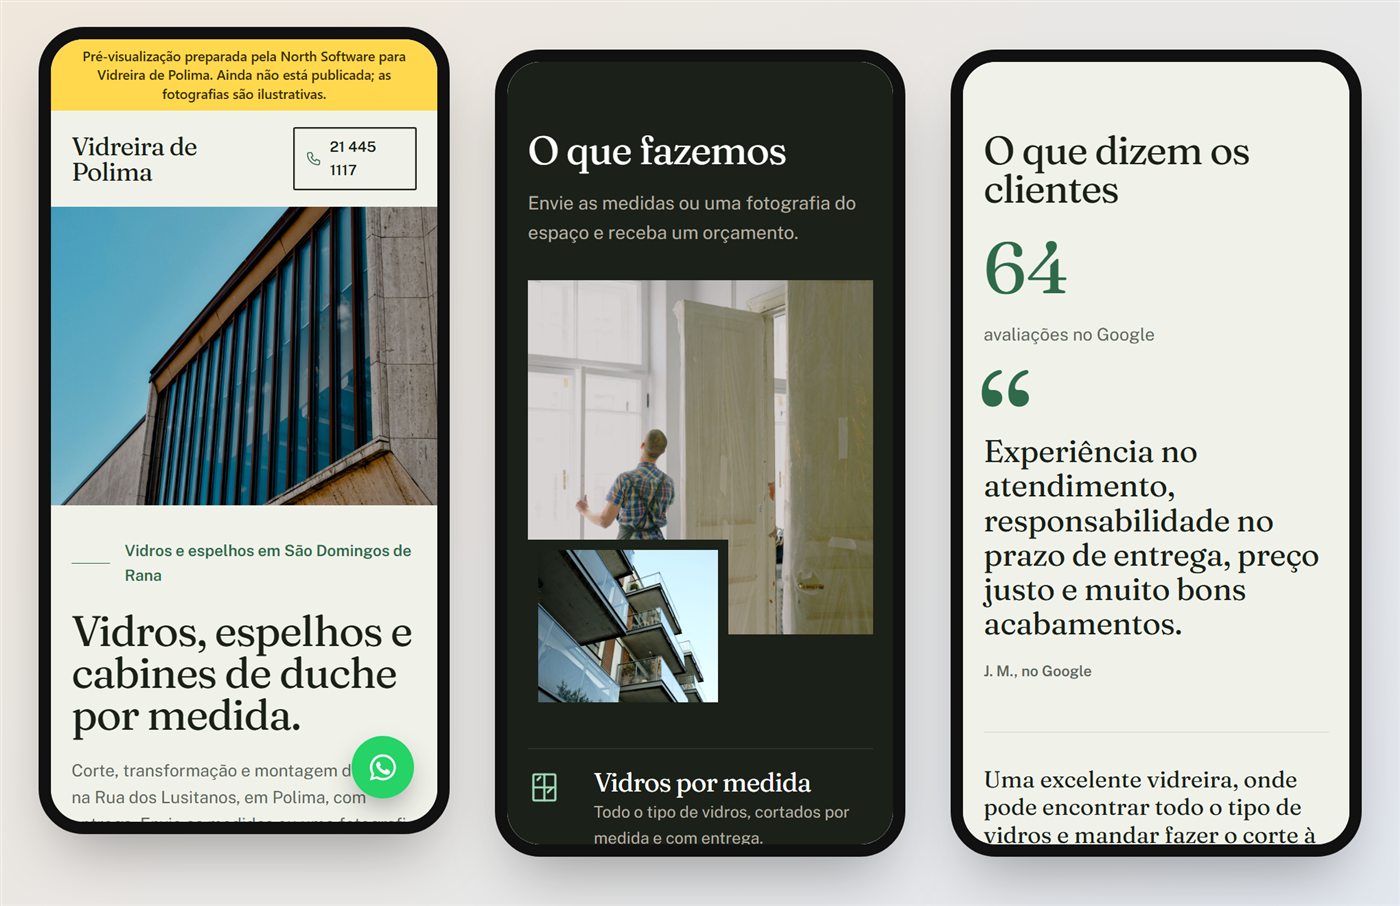 Pré-visualização preparada pela North Software para
Vidreira de Polima. Ainda não está publicada; as
fotografias são ilustrativas.
Vidreira de
Polima
21 445
1117
Vidros e espelhos em São Domingos de
Rana
Vidros, espelhos e
cabines de duche
por medida.
Corte, transformação e montagem
na Rua dos Lusitanos, em Polima, com
O que fazemos
Envie as medidas ou uma fotografia do
espaço e receba um orçamento.
Vidros por medida
Todo o tipo de vidros, cortados por
medida e com entrega.
O que dizem os
clientes
64
avaliações no Google
“
Experiência no
atendimento,
responsabilidade no
prazo de entrega, preço
justo e muito bons
acabamentos.
J. M., no Google
Uma excelente vidreira, onde
pode encontrar todo o tipo de
vidros e mandar fazer o corte à